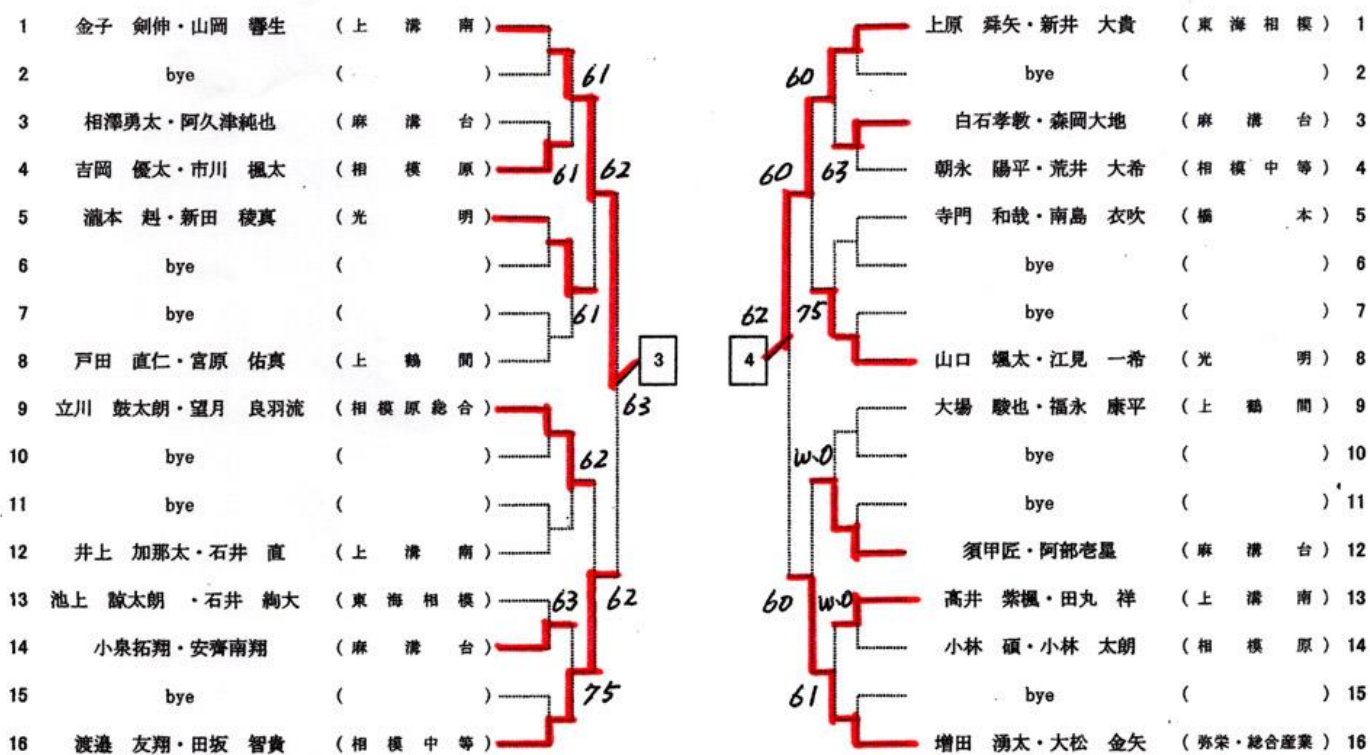 1 金子 剣伸・山岡 響生 (上溝南)
2 bye ( )
61
3 相澤勇太・阿久津純也 (麻溝台)
4 吉岡 優太・市川 楓太 (相模原)
61 62
5 瀧本 赳・新田 稜真 (光明)
6 bye ( )
7 bye ( )
61
8 戸田 直仁・宮原 佑真 (上鶴間)
3
63
9 立川 鼓太朗・望月 良羽流 (相模原総合)
10 bye ( )
62
11 bye ( )
12 井上 加那太・石井 直 (上溝南)
13 池上 諒太朗 ・石井 絢大 (東海相模)
63 62
14 小泉拓翔・安齊南翔 (麻溝台)
15 bye ( )
75
16 渡邉 友翔・田坂 智貴 (相模中等)
上原 舜矢・新井 大貴 (東海相模) 1
60
bye ( ) 2
白石孝敎・森岡大地 (麻溝台) 3
60 63
朝永 陽平・荒井 大希 (相模中等) 4
寺門 和哉・南島 衣吹 (橋本) 5
bye ( ) 6
62 75
bye ( ) 7
4
山口 颯太・江見 一希 (光明) 8
大場 駿也・福永 康平 (上鶴間) 9
W.O
bye ( ) 10
bye ( ) 11
須甲匠・阿部壱星 (麻溝台) 12
60 W.O
高井 紫楓・田丸 祥 (上溝南) 13
小林 碩・小林 太朗 (相模原) 14
61
bye ( ) 15
増田 湧太・大松 金矢 (弥栄・総合産業) 16